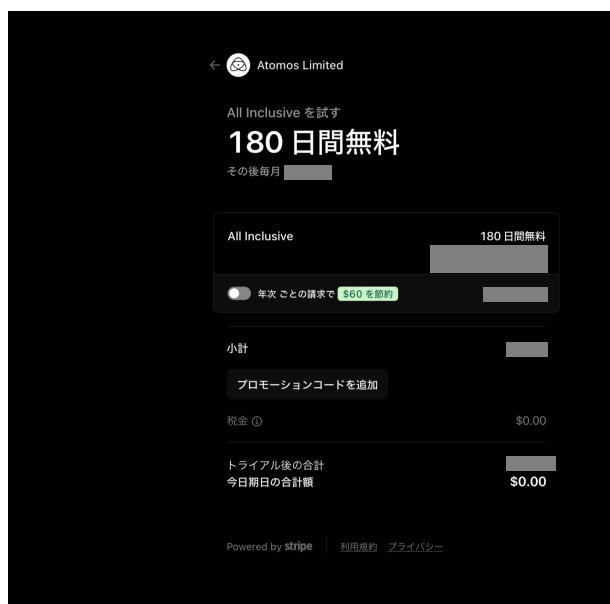 ← Atomos Limited
All Inclusive を試す
180 日間無料
その後毎月
All Inclusive 180 日間無料
年次 ごとの請求で $60 を節約
小計
プロモーションコードを追加
税金 $0.00
トライアル後の合計
今日期日の合計額 $0.00
Powered by stripe 利用規約 プライバシー